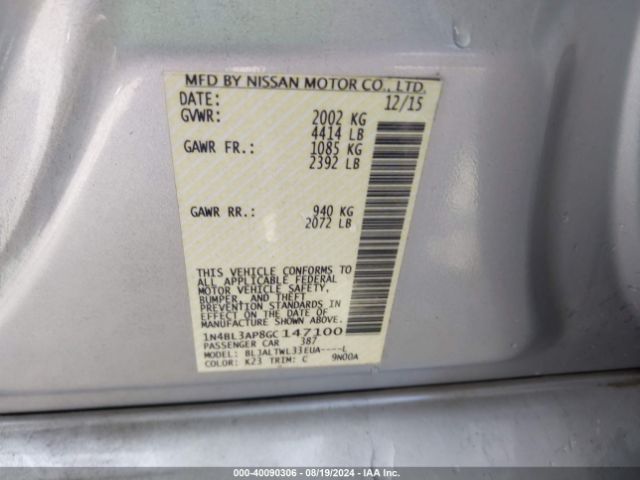 MFD BY NISSAN MOTOR CO., LTD.
DATE: 12/15
GVWR: 2002 KG
4414 LB
GAWR FR.: 1085 KG
2392 LB
GAWR RR.: 940 KG
2072 LB
THIS VEHICLE CONFORMS TO
ALL APPLICABLE FEDERAL
MOTOR VEHICLE SAFETY,
BUMPER, AND THEFT
PREVENTION STANDARDS IN
EFFECT ON THE DATE OF
MANUFACTURE SHOWN ABOVE.
1N4BL3AP8GC 147100
PASSENGER CAR 387
MODEL: BLJALTWL33EUA----L
COLOR: K23 TRIM: C 9N00A
000-40090306 - 08/19/2024 - IAA Inc.